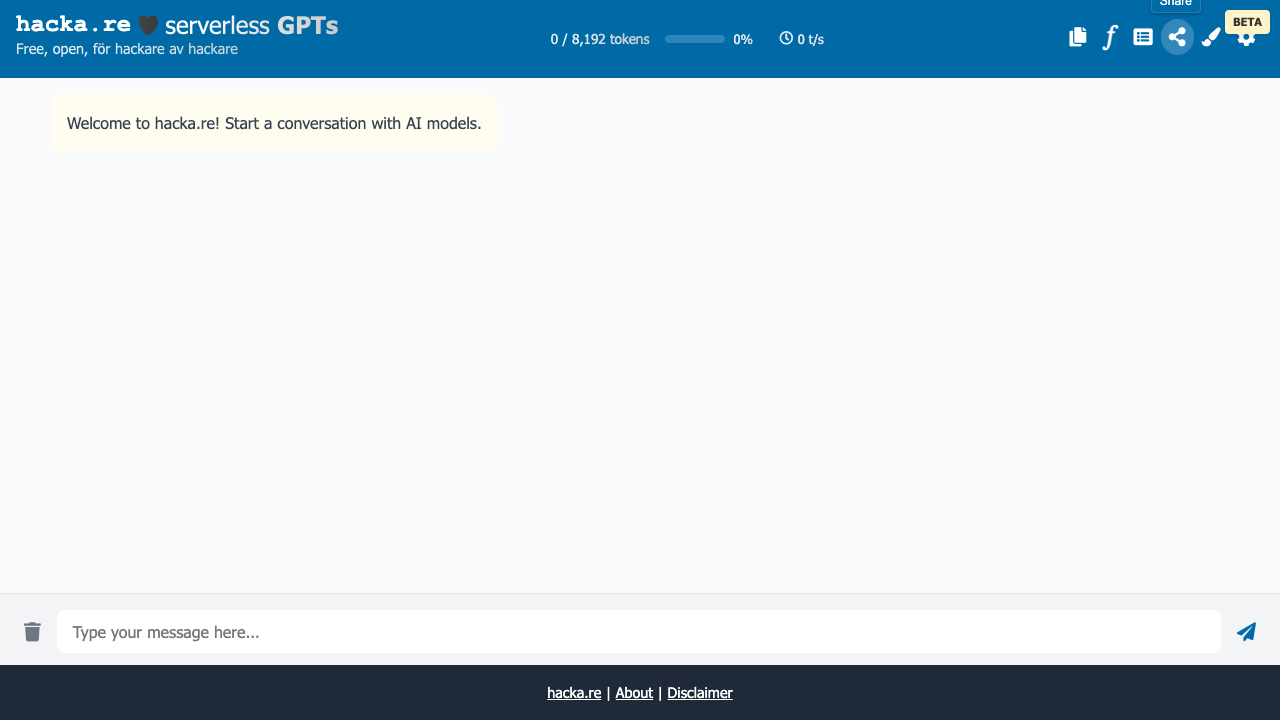 hacka.re 🖤 serverless GPTs
Free, open, för hackare av hackare
0 / 8,192 tokens 0% 0 t/s
Share
f
BETA
Welcome to hacka.re! Start a conversation with AI models.
Type your message here...
hacka.re | About | Disclaimer